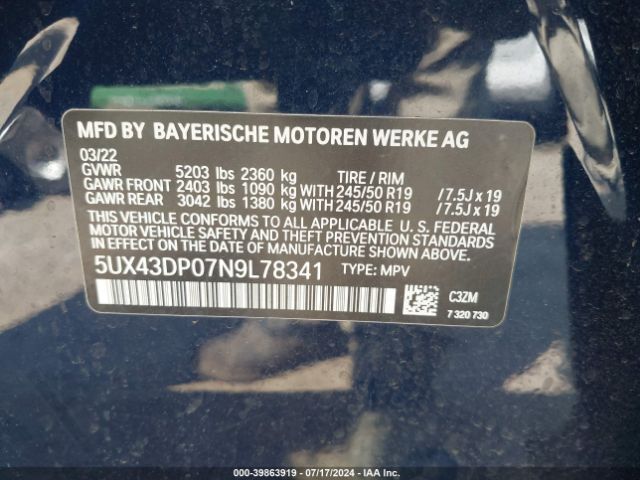 MFD BY BAYERISCHE MOTOREN WERKE AG
03/22
GVWR 5203 lbs 2360 kg TIRE / RIM
GAWR FRONT 2403 lbs 1090 kg WITH 245/50 R19 / 7.5J x 19
GAWR REAR 3042 lbs 1380 kg WITH 245/50 R19 / 7.5J x 19
THIS VEHICLE CONFORMS TO ALL APPLICABLE U. S. FEDERAL
MOTOR VEHICLE SAFETY AND THEFT PREVENTION STANDARDS
IN EFFECT ON THE DATE OF MANUFACTURE SHOWN ABOVE.
5UX43DP07N9L78341 TYPE: MPV
C3ZM
7 320 730
000-39863919 - 07/17/2024 - IAA Inc.